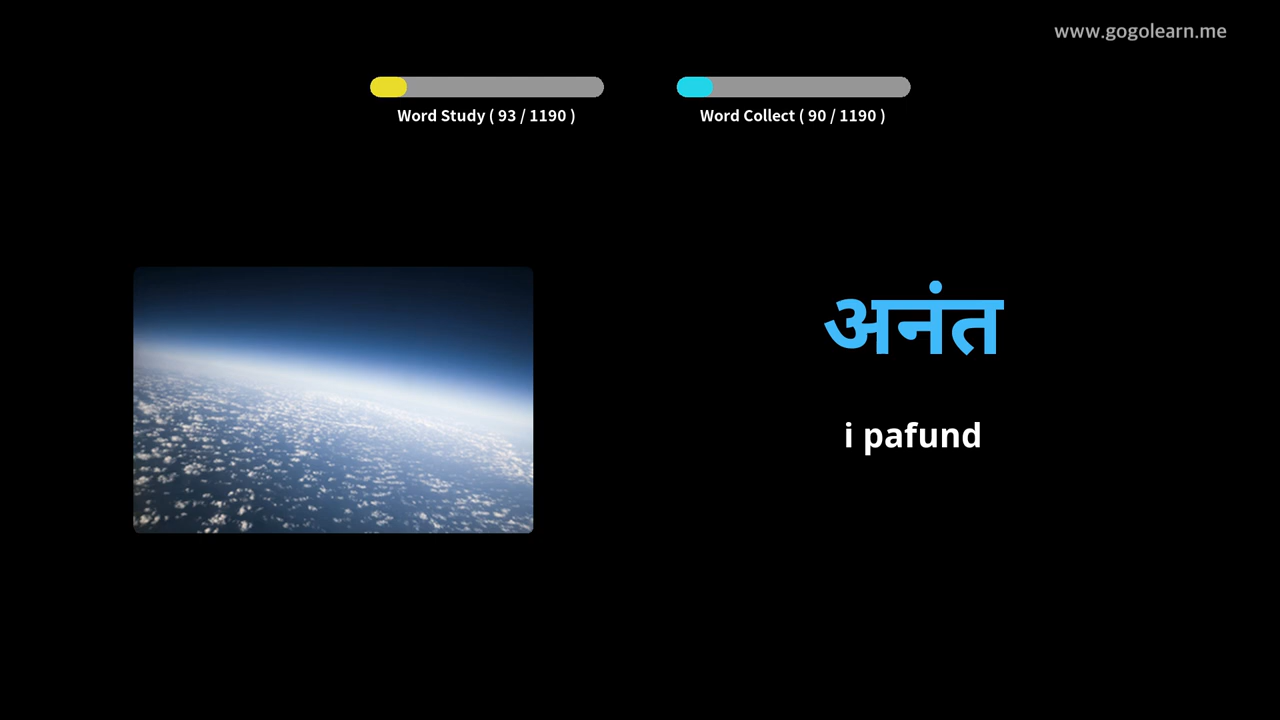 www.gogolearn.me
Word Study ( 93 / 1190 )
Word Collect ( 90 / 1190 )
अनंत
i pafund